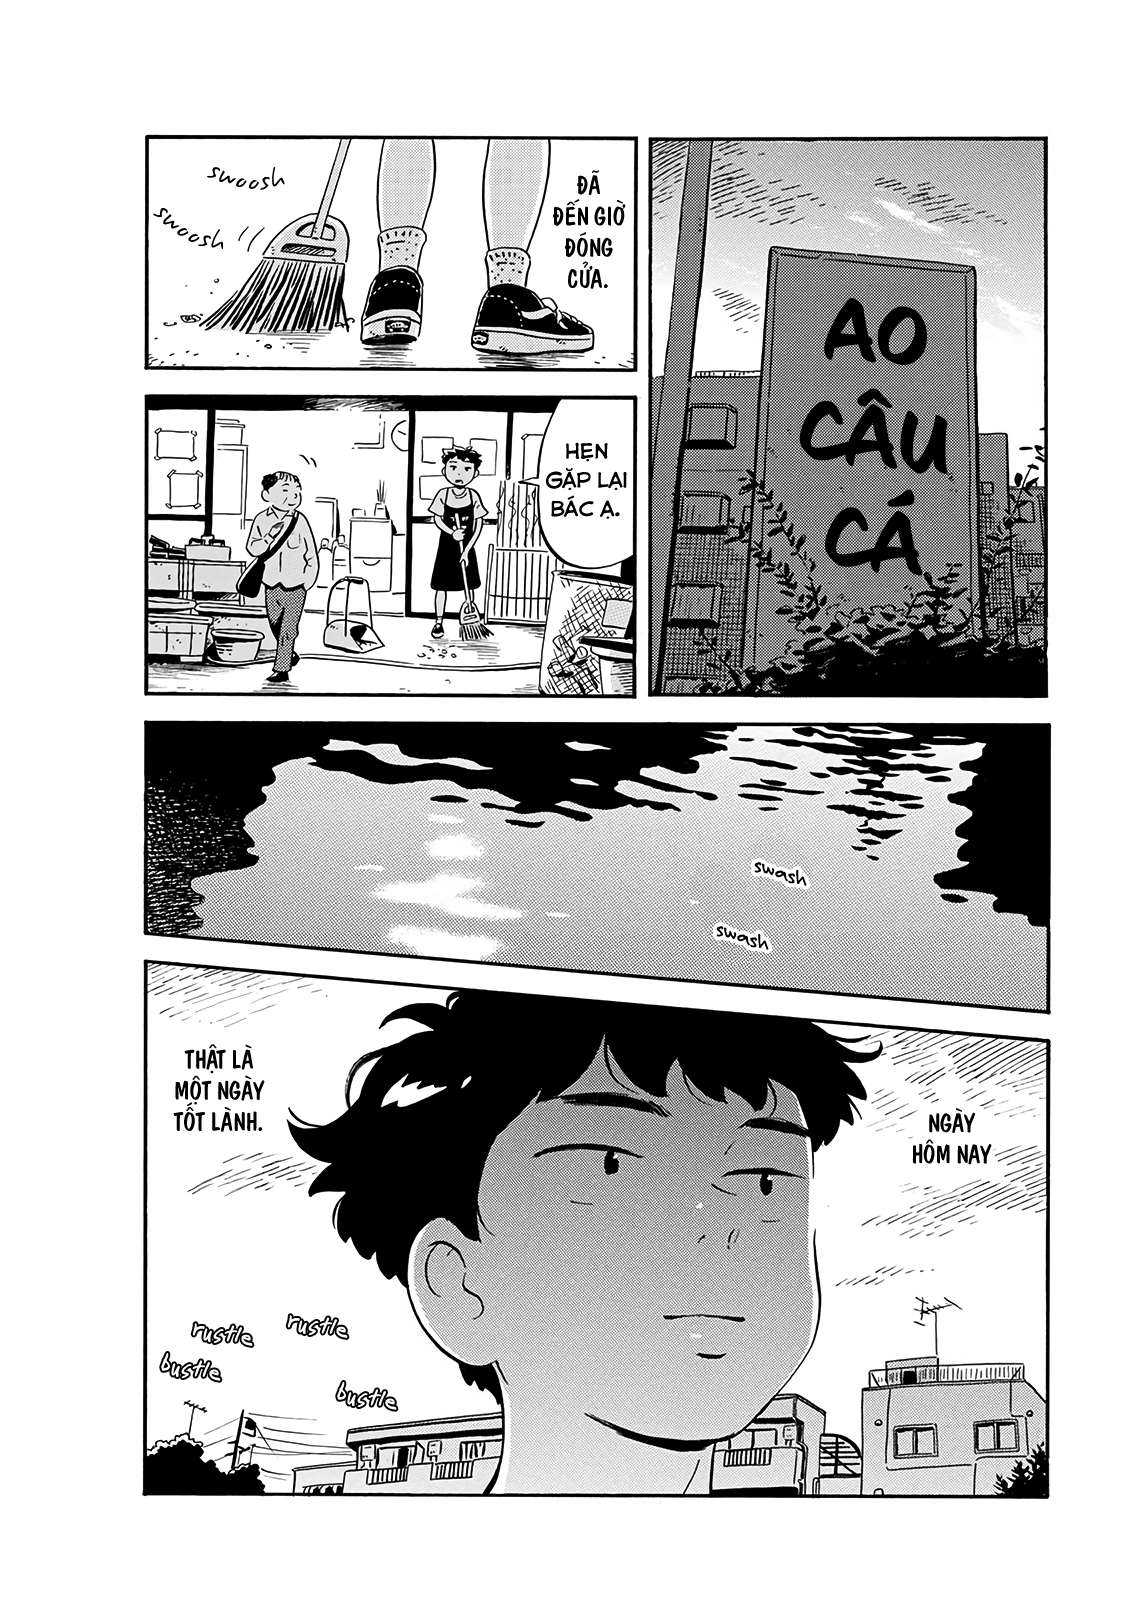 AO
CÂU
CÁ
swoosh
swoosh
ĐÃ
ĐẾN GIỜ
ĐÓNG
CỬA.
HẸN
GẶP LẠI
BÁC Ạ.
swash
swash
NGÀY
HÔM NAY
THẬT LÀ
MỘT NGÀY
TỐT LÀNH.
rustle
rustle
bustle
bustle